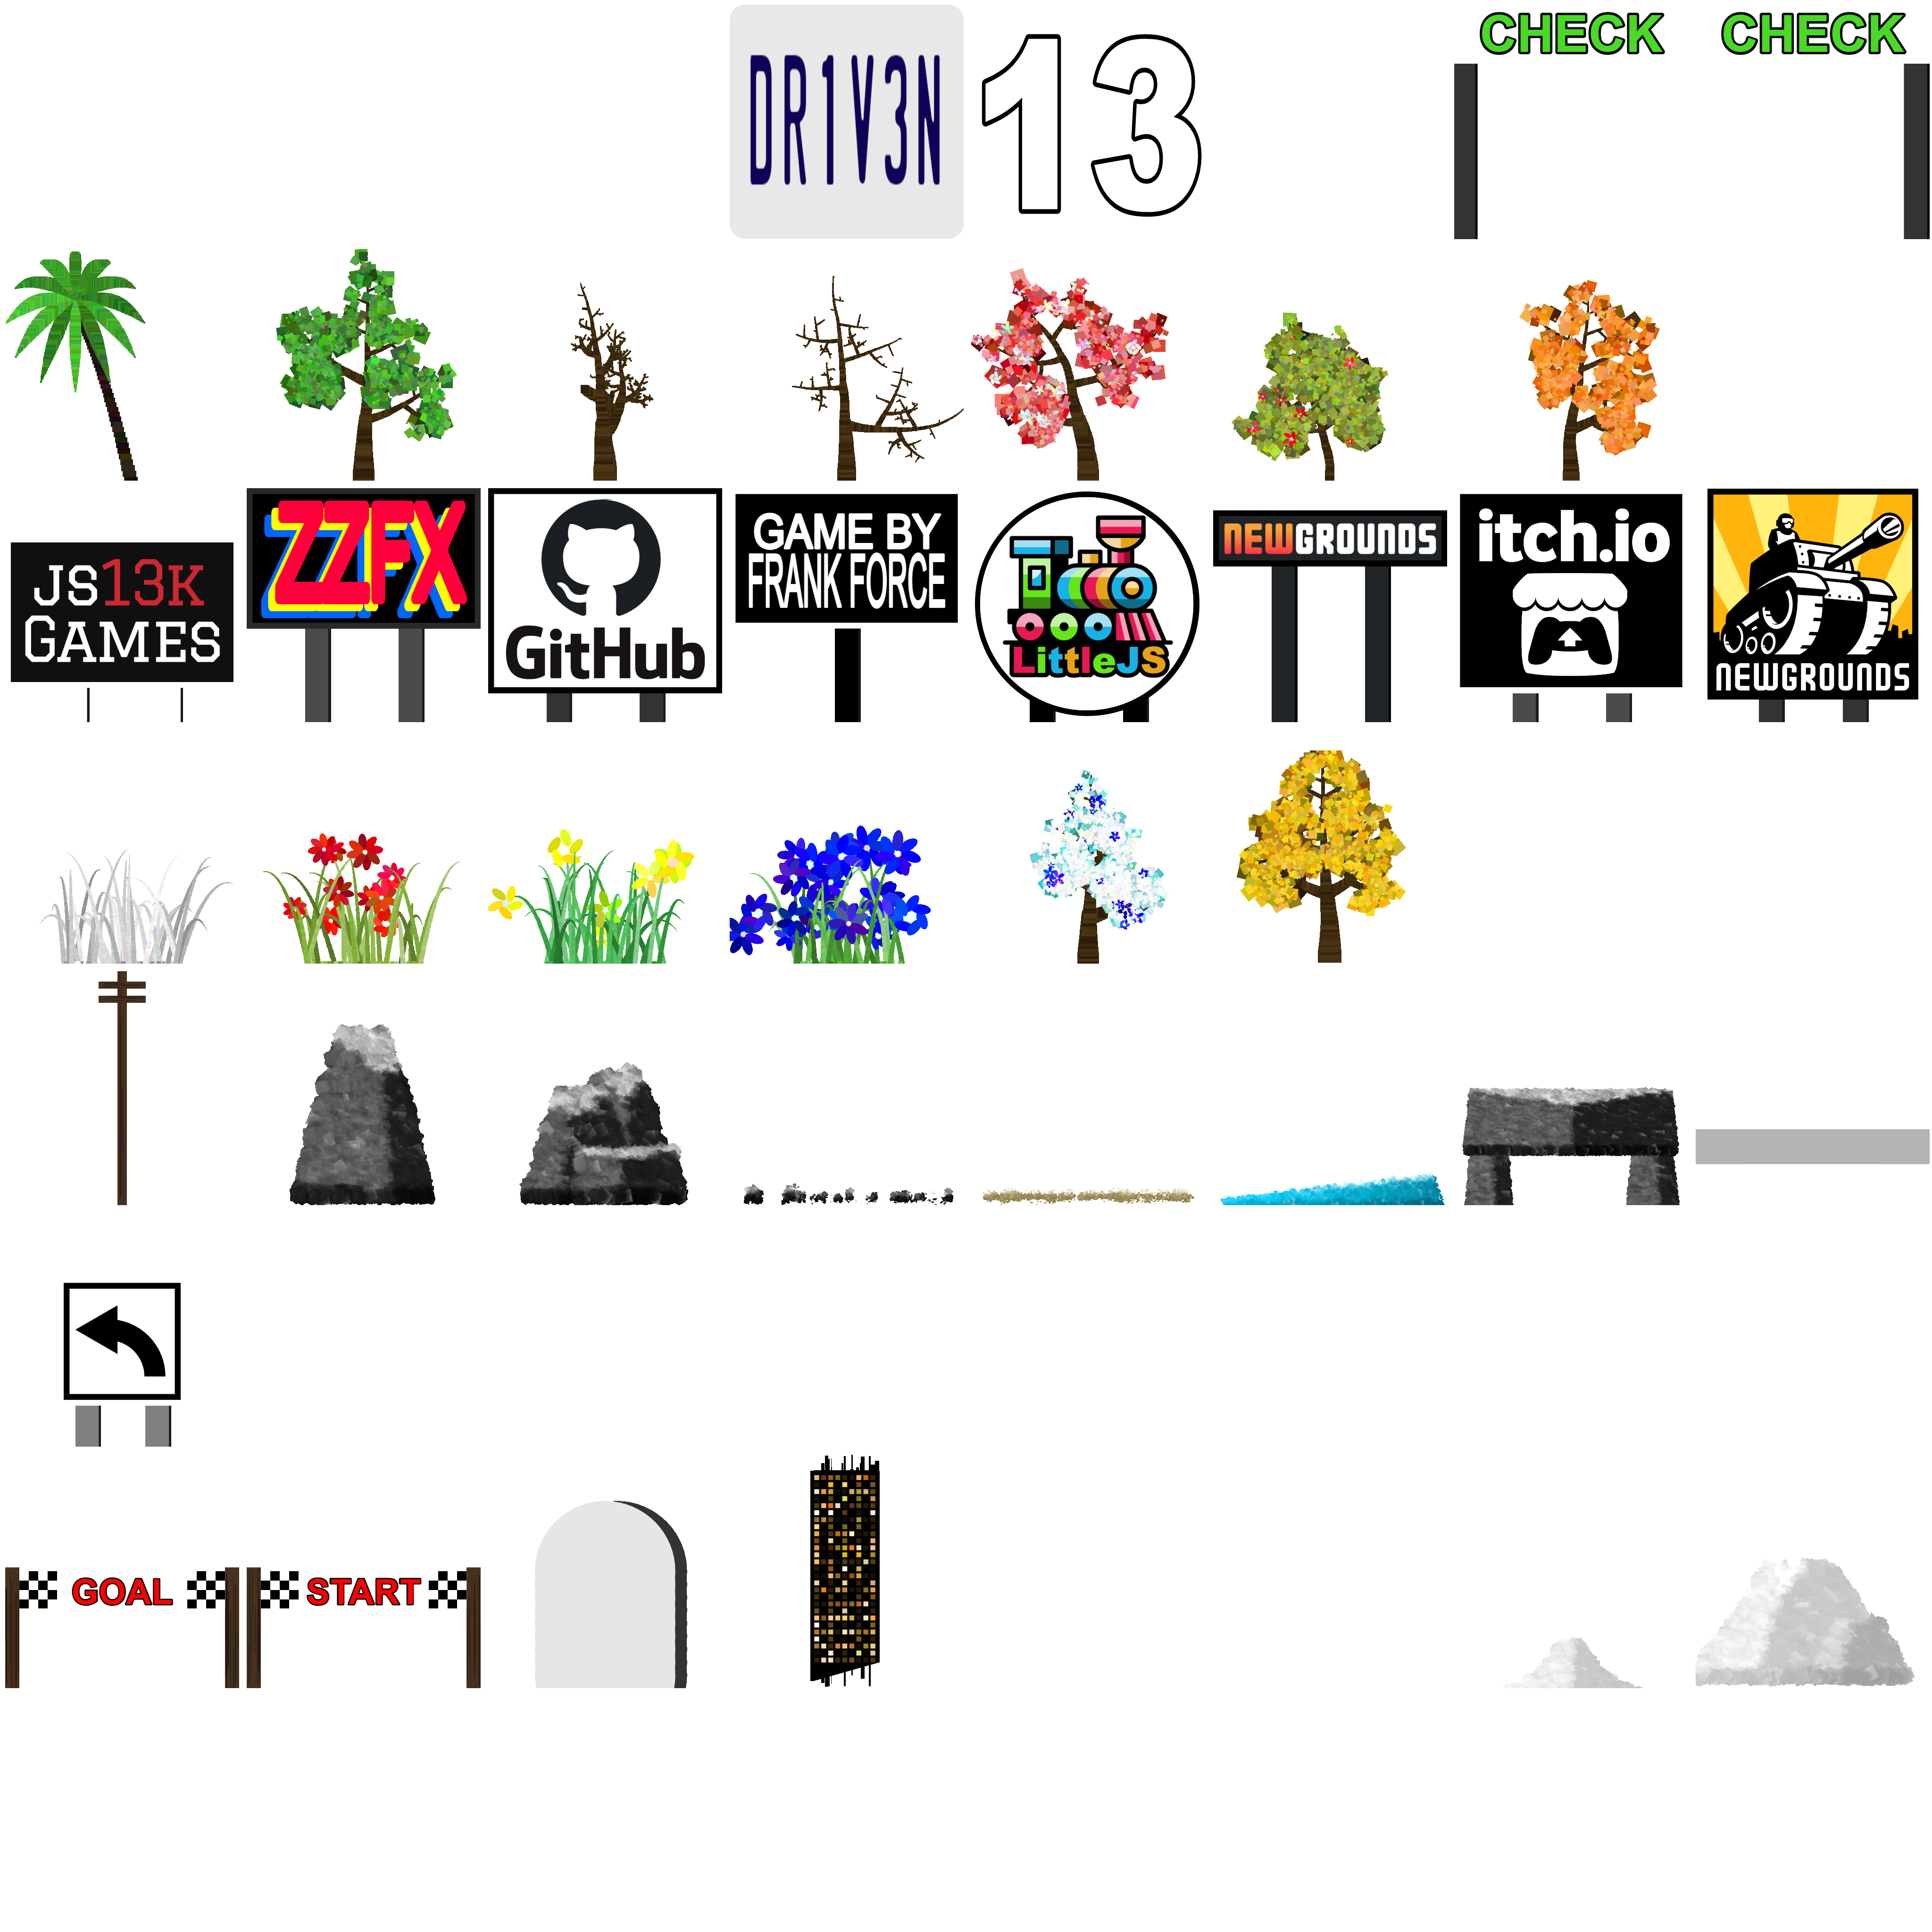 DR1V3N
13
CHECK
CHECK
JS13K
GAMES
ZZFX
GitHub
GAME BY
FRANK FORCE
LittleJS
NEWGROUNDS
itch.io
NEWGROUNDS
GOAL
START